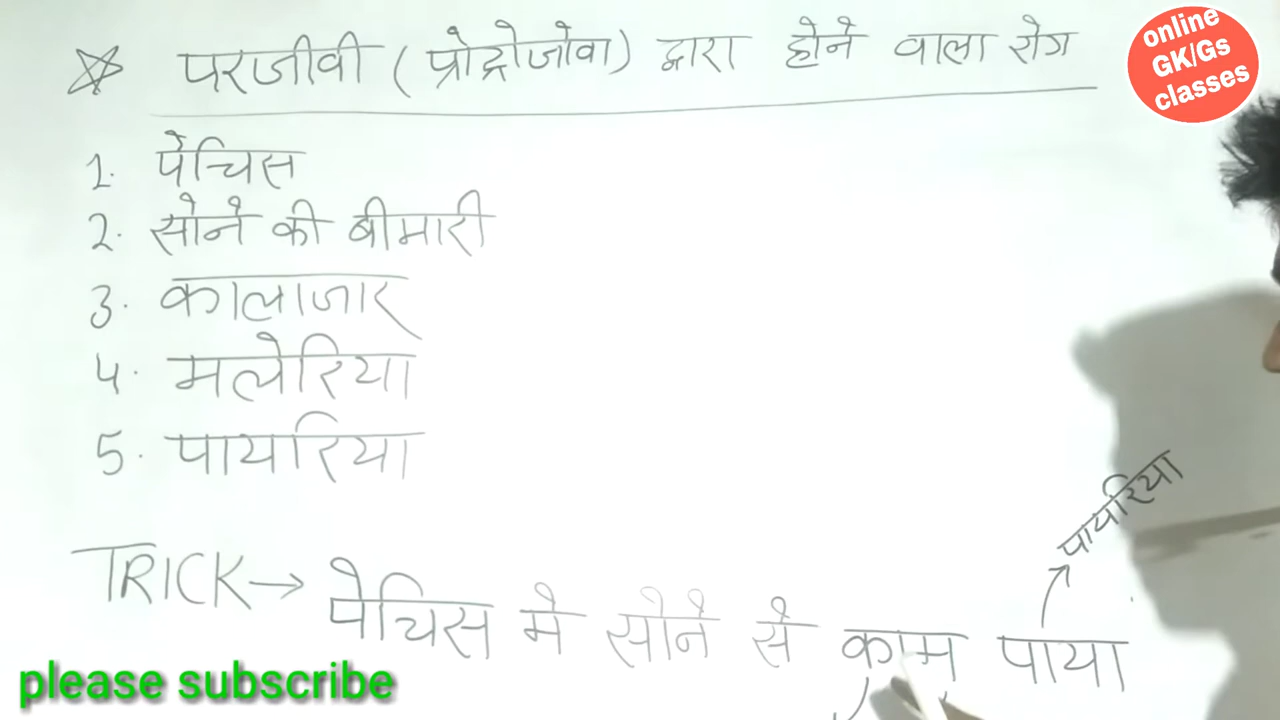 परजीवी (प्रोट्रोजोवा) द्वारा होने वाला रोग
online
GK/Gs
classes
1. पेंचिस
2. सोने की बीमारी
3. कालाजार
4. मलेरिया
5. पायरिया
पायरिया
TRICK→ पेचिस मे सोने से काम पाया
please subscribe